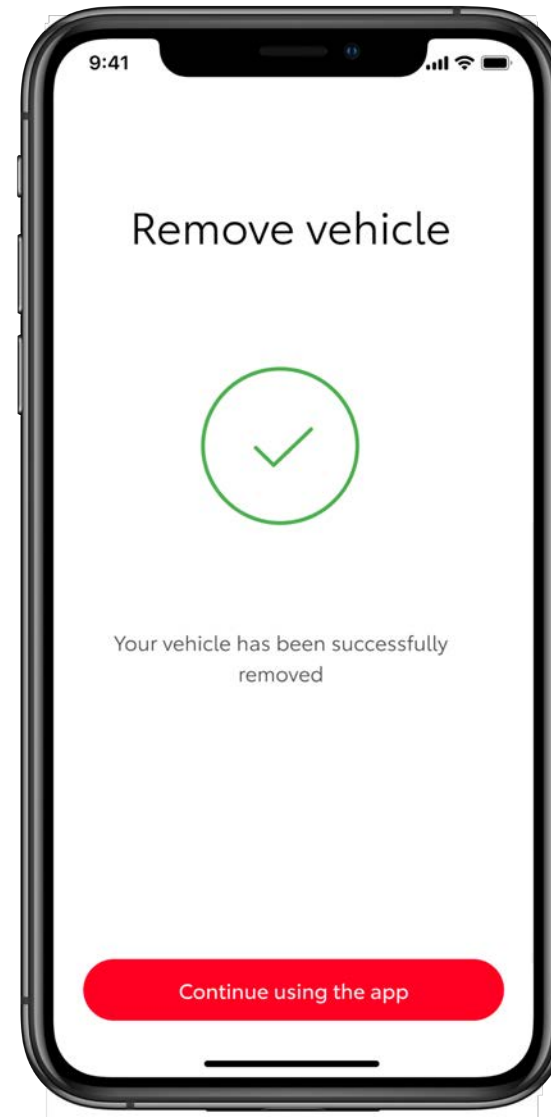 9:41
Remove vehicle
Your vehicle has been successfully
removed
Continue using the app